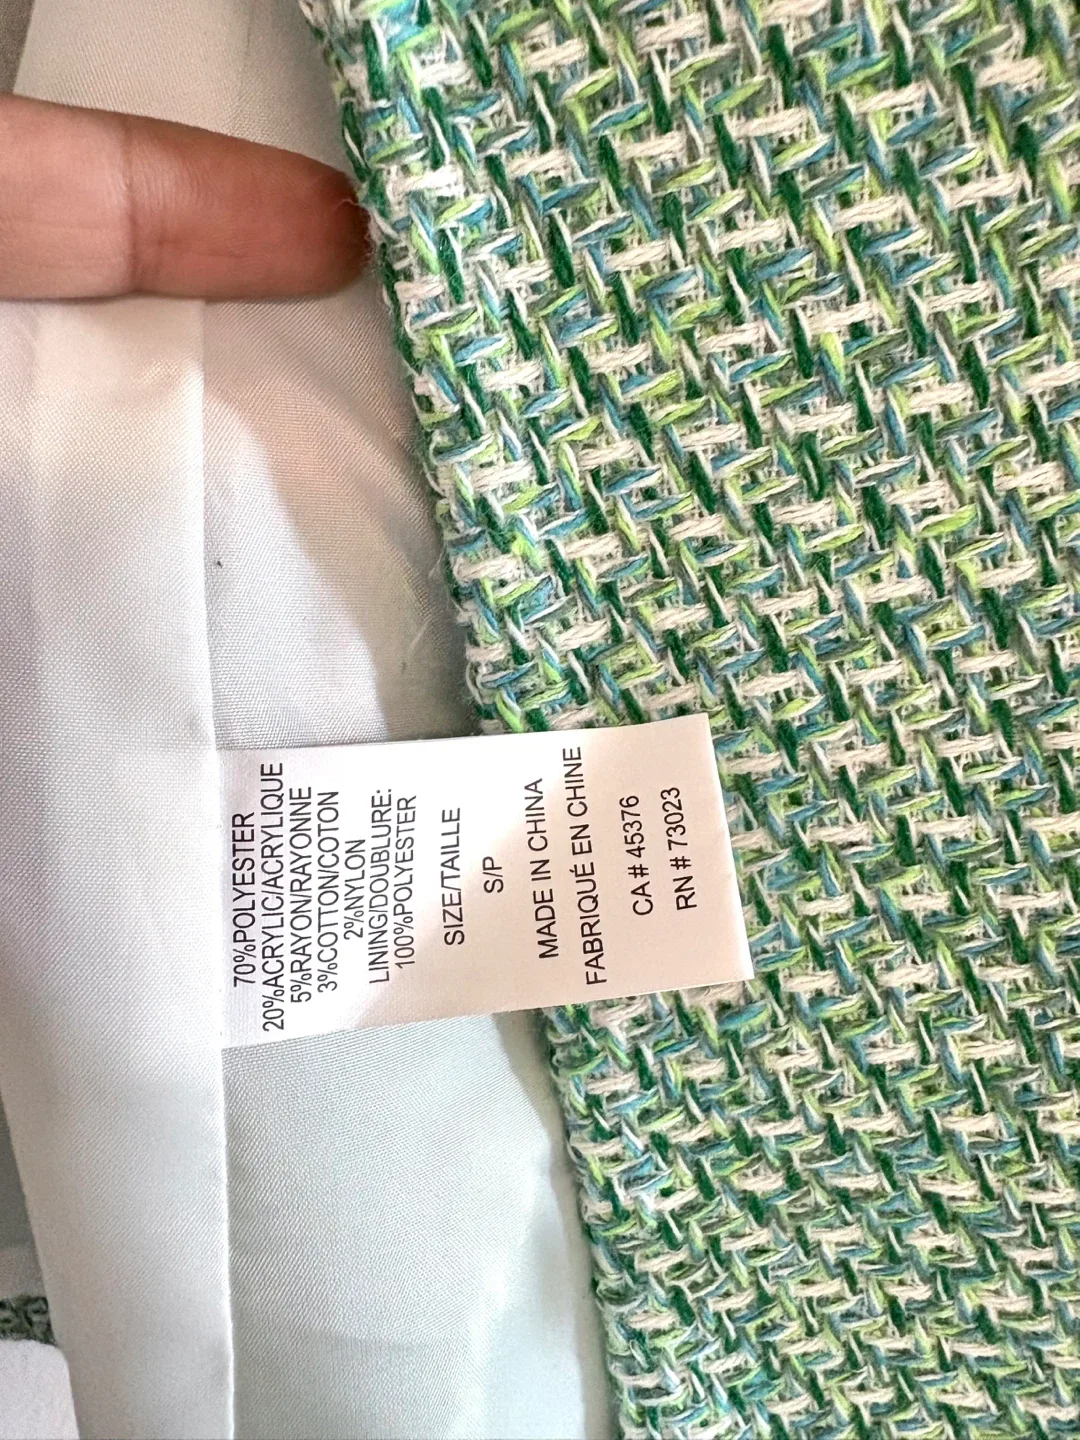 70%POLYESTER
20%ACRYLIC/ACRYLIQUE
5%RAYON/RAYONNE
3%COTTON/COTON
2%NYLON
LINING/DOUBLURE:
100%POLYESTER
SIZE/TAILLE
S/P
MADE IN CHINA
FABRIQUÉ EN CHINE
CA # 45376
RN # 73023